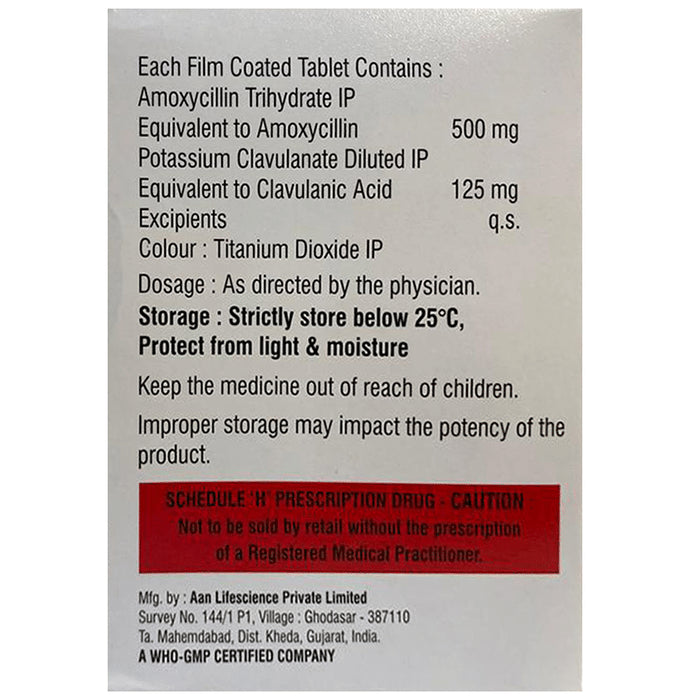 Each Film Coated Tablet Contains :
Amoxycillin Trihydrate IP
Equivalent to Amoxycillin 500 mg
Potassium Clavulanate Diluted IP
Equivalent to Clavulanic Acid 125 mg
Excipients q.s.
Colour : Titanium Dioxide IP
Dosage : As directed by the physician.
Storage : Strictly store below 25°C,
Protect from light & moisture
Keep the medicine out of reach of children.
Improper storage may impact the potency of the
product.
SCHEDULE 'H' PRESCRIPTION DRUG - CAUTION
Not to be sold by retail without the prescription
of a Registered Medical Practitioner.
Mfg. by : Aan Lifescience Private Limited
Survey No. 144/1 P1, Village : Ghodasar - 387110
Ta. Mahemdabad, Dist. Kheda, Gujarat, India.
A WHO-GMP CERTIFIED COMPANY